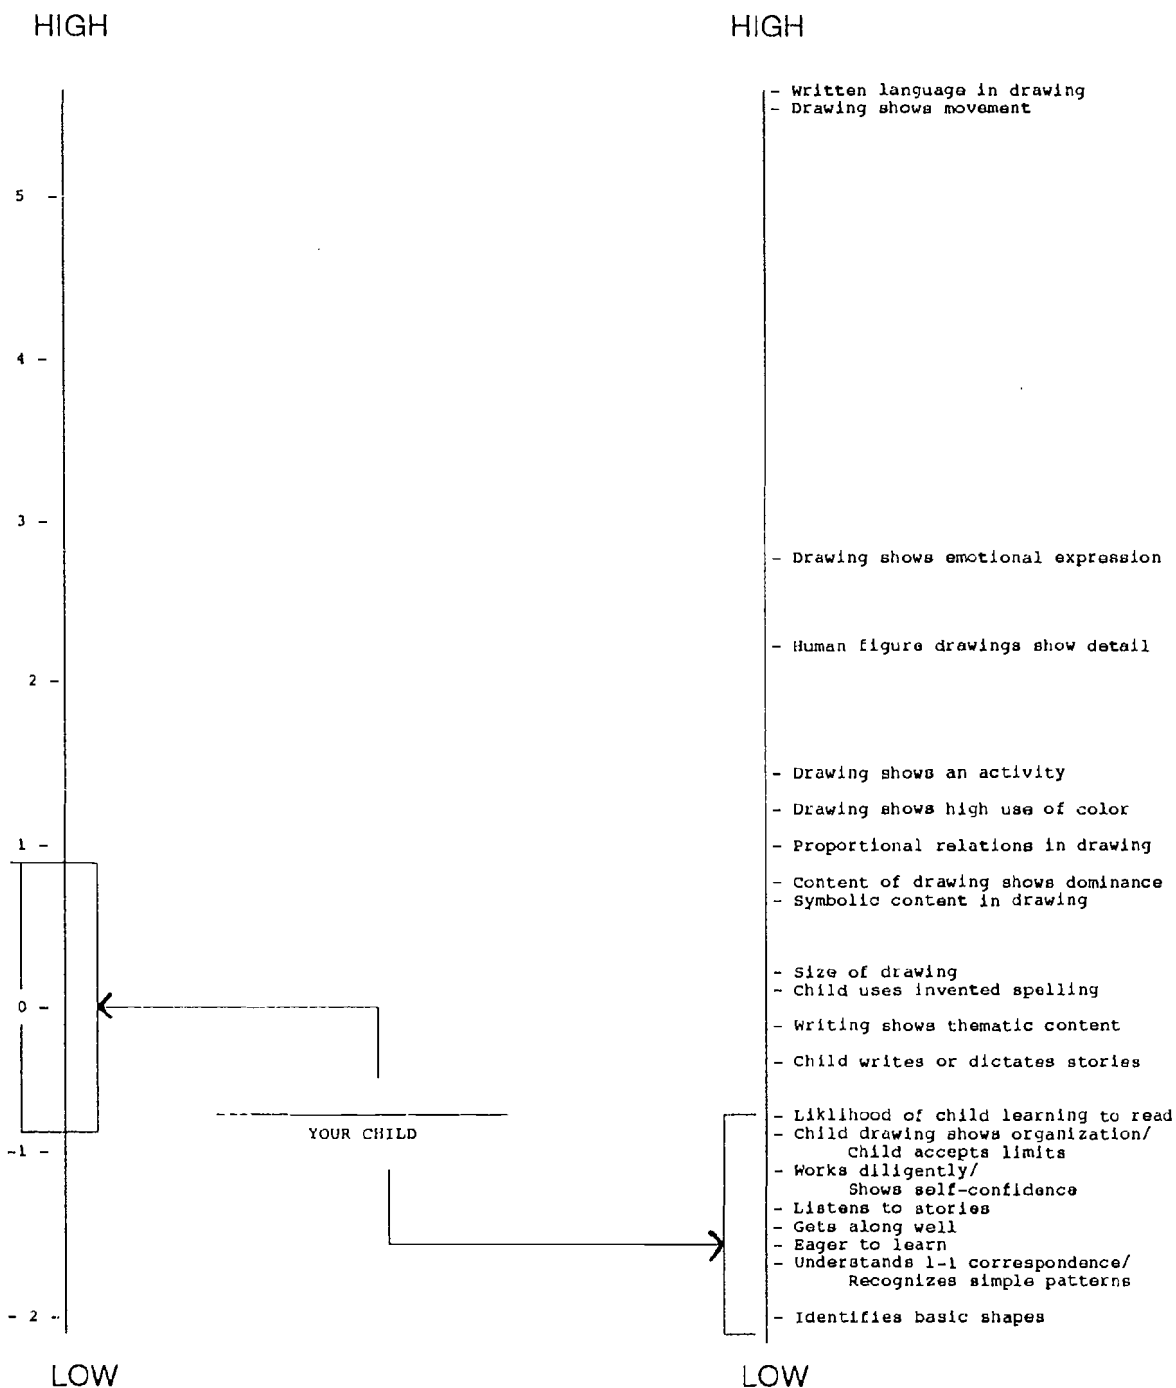 HIGH
HIGH
- Written language in drawing
- Drawing shows movement
5 -
4 -
3 -
- Drawing shows emotional expression
- Human figure drawings show detail
2 -
- Drawing shows an activity
- Drawing shows high use of color
1 -
- Proportional relations in drawing
- Content of drawing shows dominance
- Symbolic content in drawing
- Size of drawing
- Child uses invented spelling
0 -
- Writing shows thematic content
- Child writes or dictates stories
- Liklihood of child learning to read
YOUR CHILD
- Child drawing shows organization/
Child accepts limits
-1 -
- Works diligently/
Shows self-confidence
- Listens to stories
- Gets along well
- Eager to learn
- Understands 1-1 correspondence/
Recognizes simple patterns
- 2 -
- Identifies basic shapes
LOW
LOW